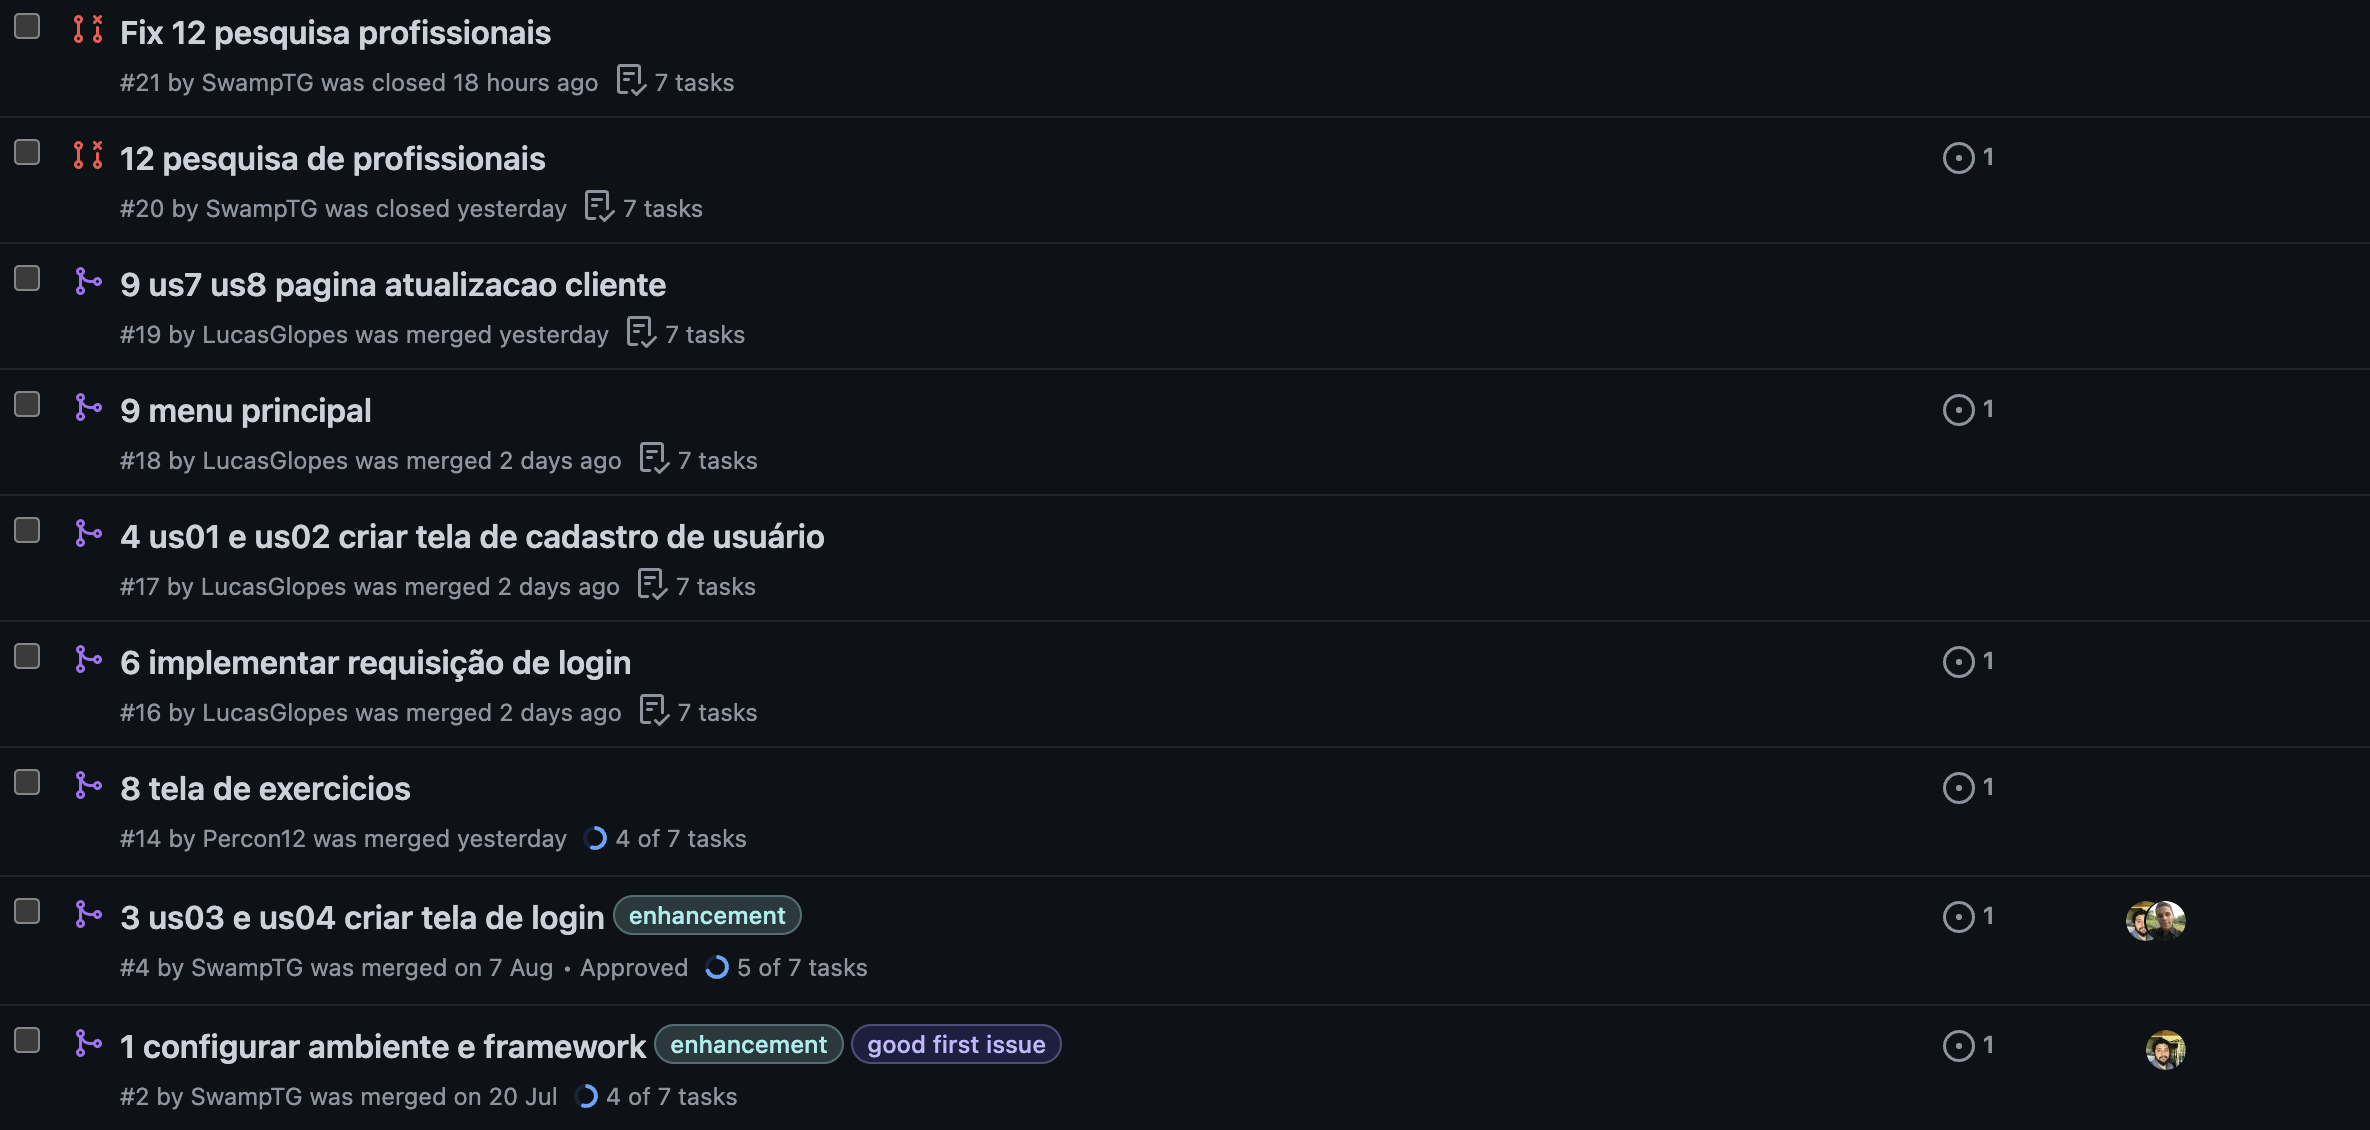 Fix 12 pesquisa profissionais
#21 by SwampTG was closed 18 hours ago 7 tasks
12 pesquisa de profissionais 1
#20 by SwampTG was closed yesterday 7 tasks
9 us7 us8 pagina atualizacao cliente
#19 by LucasGlopes was merged yesterday 7 tasks
9 menu principal 1
#18 by LucasGlopes was merged 2 days ago 7 tasks
4 us01 e us02 criar tela de cadastro de usuário
#17 by LucasGlopes was merged 2 days ago 7 tasks
6 implementar requisição de login 1
#16 by LucasGlopes was merged 2 days ago 7 tasks
8 tela de exercicios 1
#14 by Percon12 was merged yesterday 4 of 7 tasks
3 us03 e us04 criar tela de login enhancement 1
#4 by SwampTG was merged on 7 Aug • Approved 5 of 7 tasks
1 configurar ambiente e framework enhancement good first issue 1
#2 by SwampTG was merged on 20 Jul 4 of 7 tasks